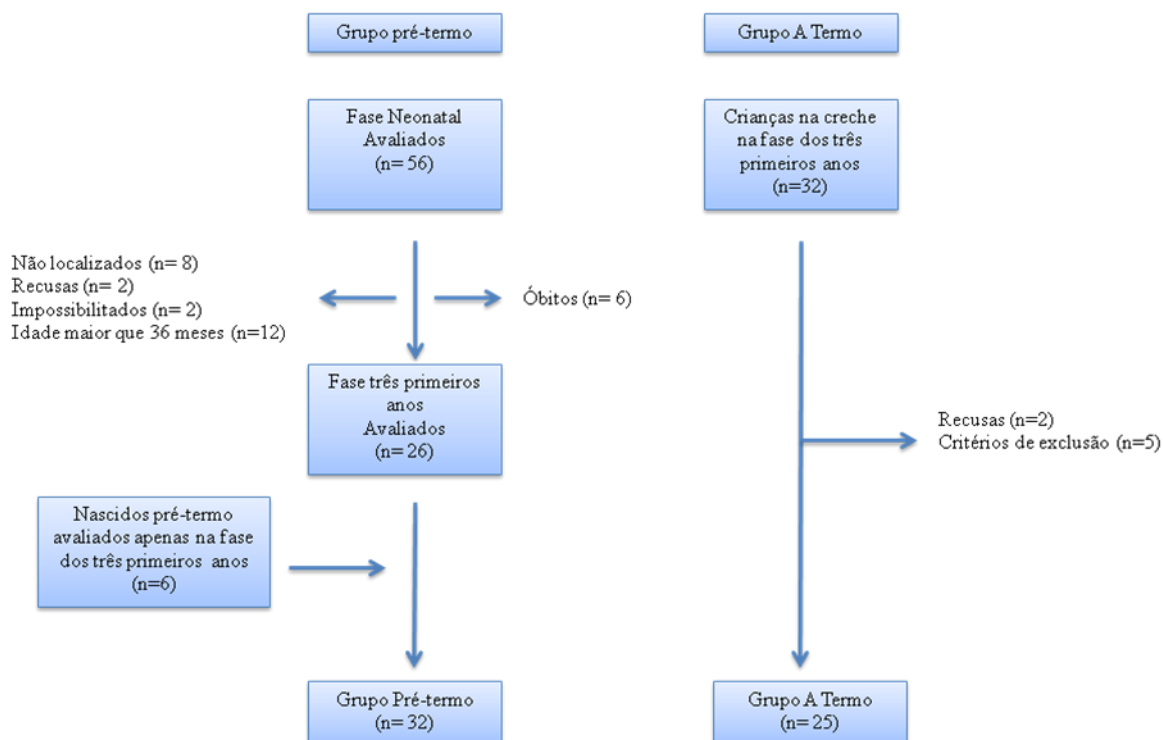 Grupo pré-termo
Grupo A Termo
Fase Neonatal
Avaliados
(n= 56)
Crianças na creche
na fase dos três
primeiros anos
(n=32)
Não localizados (n= 8)
Recusas (n= 2)
Impossibilitados (n= 2)
Idade maior que 36 meses (n=12)
Óbitos (n= 6)
Fase três primeiros
anos
Avaliados
(n= 26)
Recusas (n=2)
Critérios de exclusão (n=5)
Nascidos pré-termo
avaliados apenas na fase
dos três primeiros anos
(n=6)
Grupo Pré-termo
(n= 32)
Grupo A Termo
(n= 25)